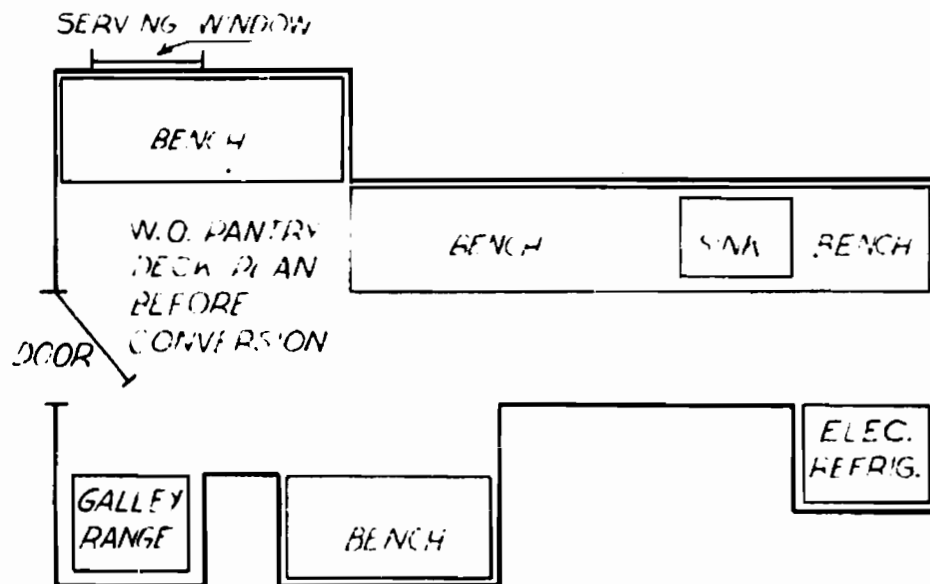 SERVING WINDOW
BENCH
W.O. PANTRY
DECK PLAN
BEFORE
CONVERSION
BENCH
SINK
BENCH
DOOR
GALLEY
RANGE
BENCH
ELEC.
REFRIG.